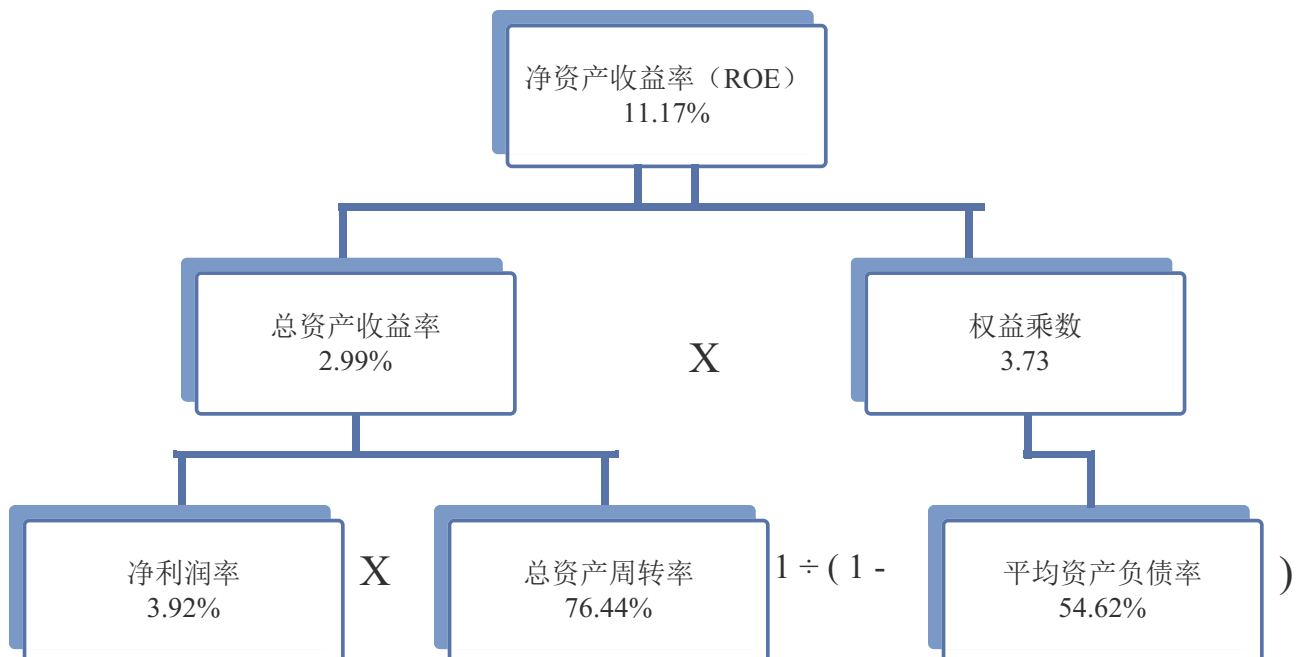 净资产收益率（ROE）
11.17%
总资产收益率
2.99%
X
权益乘数
3.73
净利润率
3.92%
X
总资产周转率
76.44%
1 ÷ ( 1 -
平均资产负债率
54.62%
)